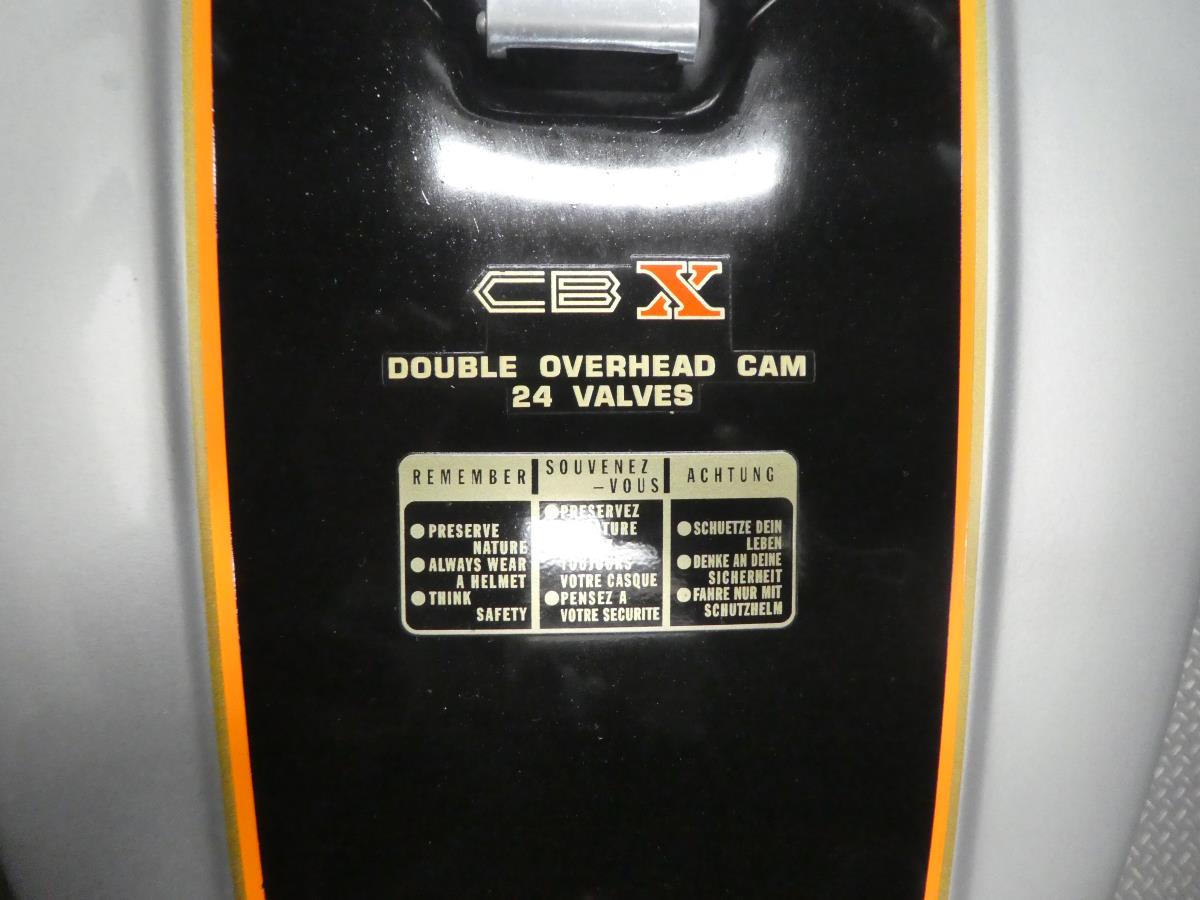 CBX
DOUBLE OVERHEAD CAM
24 VALVES
REMEMBER
● PRESERVE
NATURE
● ALWAYS WEAR
A HELMET
● THINK
SAFETY
SOUVENEZ
-VOUS
● PRESERVEZ
TOUJOURS
VOTRE CASQUE
● PENSEZ A
VOTRE SECURITE
ACHTUNG
● SCHUETZE DEIN
LEBEN
● DENKE AN DEINE
SICHERHEIT
● FAHRE NUR MIT
SCHUTZHELM